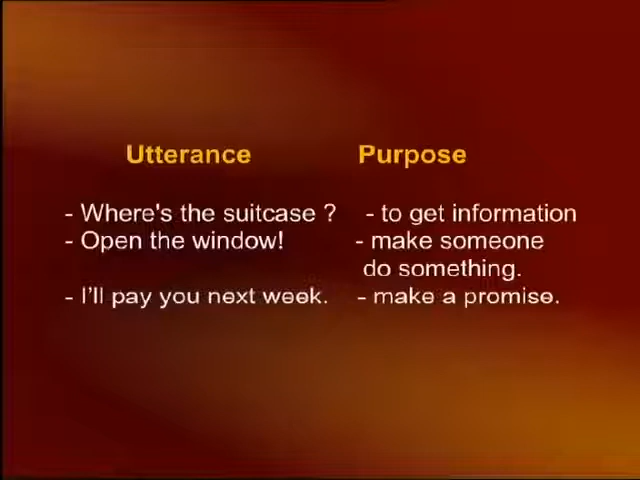 Utterance Purpose
- Where's the suitcase ? - to get information
- Open the window! - make someone
do something.
- I'll pay you next week. - make a promise.